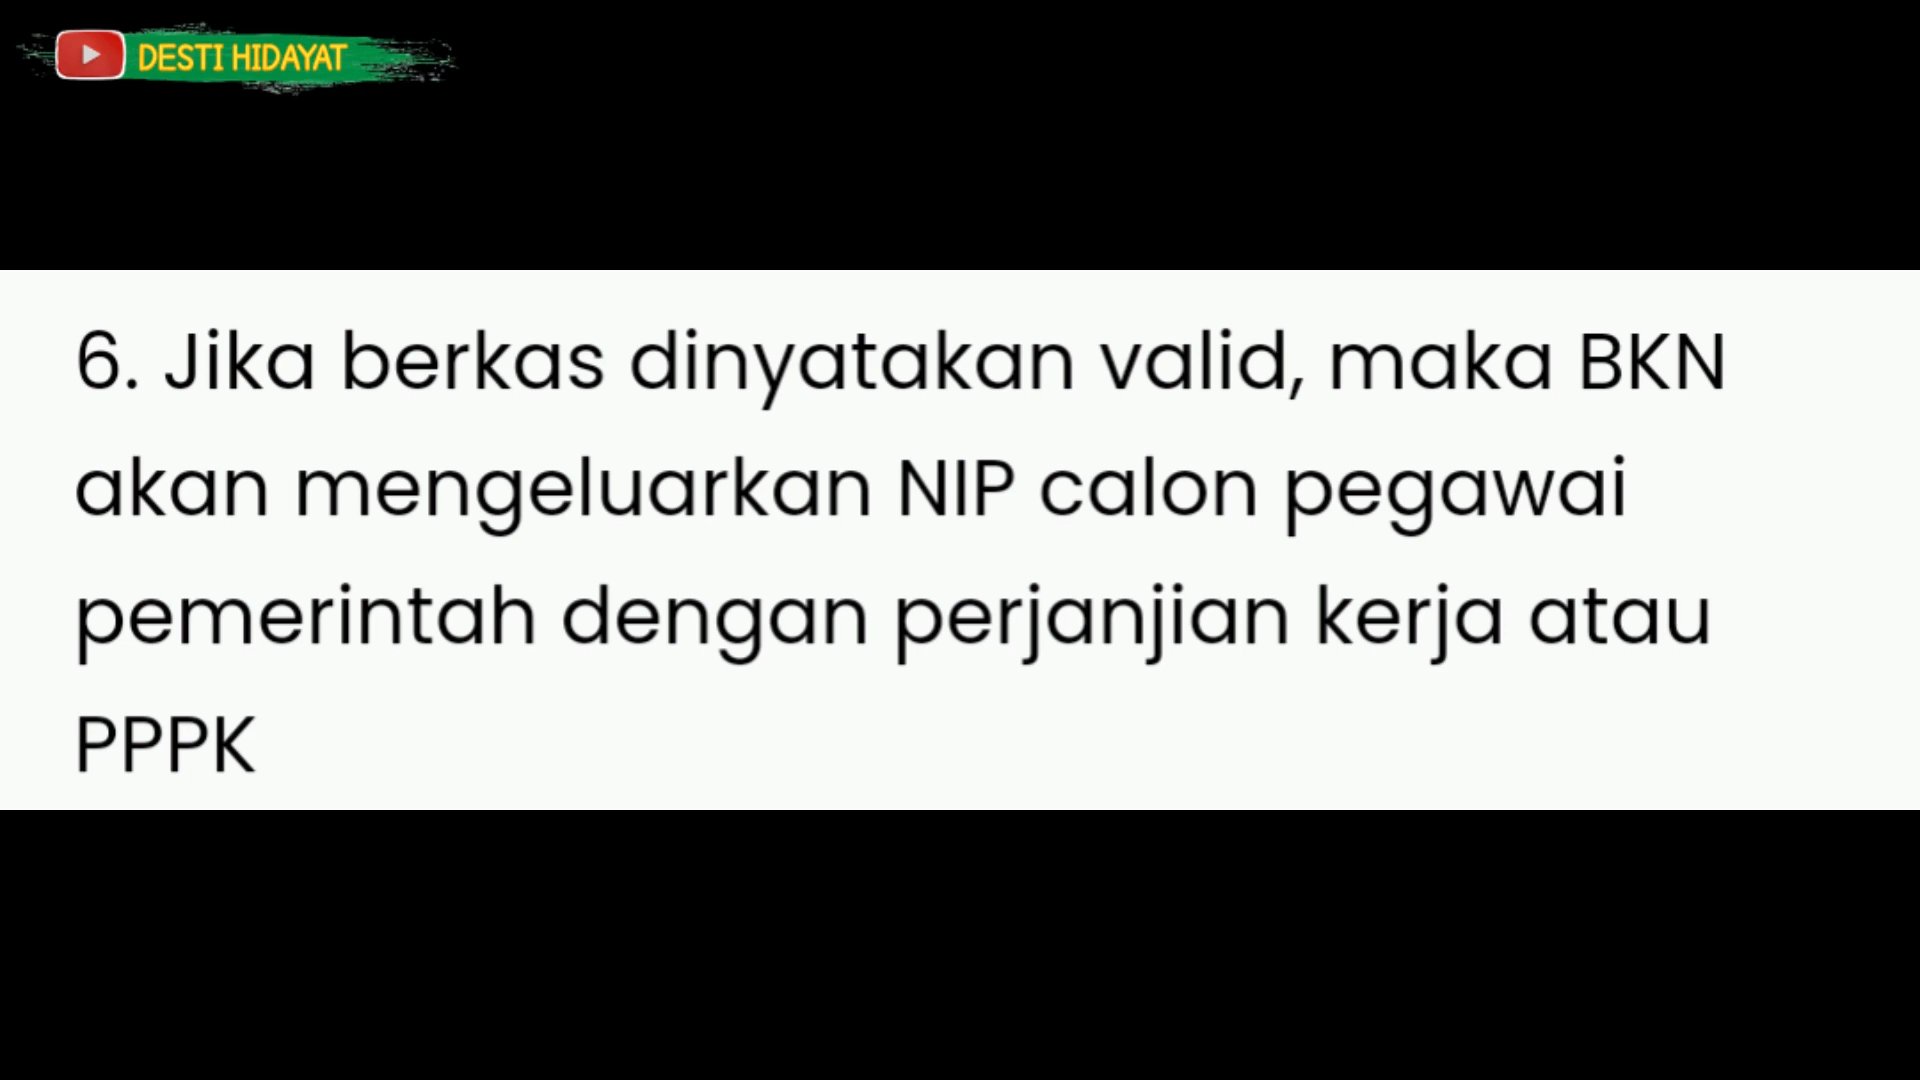 DESTI HIDAYAT
6. Jika berkas dinyatakan valid, maka BKN
akan mengeluarkan NIP calon pegawai
pemerintah dengan perjanjian kerja atau
PPPK